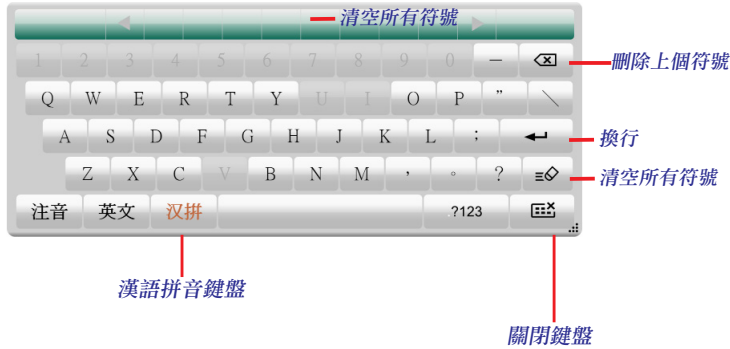 清空所有符號
1 2 3 4 5 6 7 8 9 0 —
刪除上個符號
Q W E R T Y U I O P ” ＼
A S D F G H J K L ;
換行
Z X C V B N M , 。 ?
清空所有符號
注音 英文 汉拼 .?123
漢語拼音鍵盤
關閉鍵盤